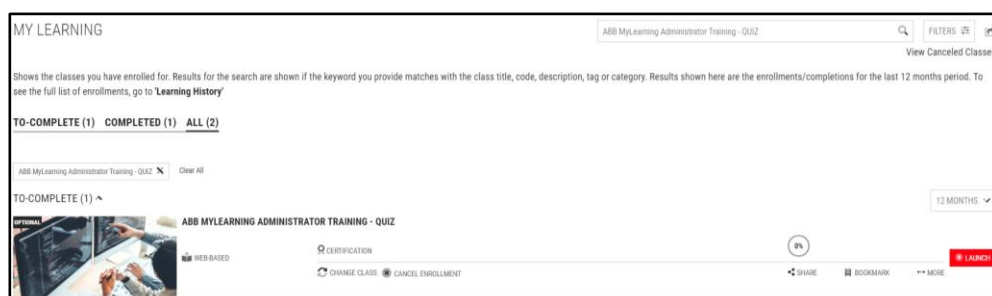 MY LEARNING
ABB MyLearning Administrator Training - QUIZ
FILTERS
View Canceled Classe
Shows the classes you have enrolled for. Results for the search are shown if the keyword you provide matches with the class title, code, description, tag or category. Results shown here are the enrollments/completions for the last 12 months period. To
see the full list of enrollments, go to 'Learning History'
TO-COMPLETE (1) COMPLETED (1) ALL (2)
ABB MyLearning Administrator Training - QUIZ X Clear All
TO-COMPLETE (1)
12 MONTHS
OPTIONAL
ABB MYLEARNING ADMINISTRATOR TRAINING - QUIZ
WEB-BASED
CERTIFICATION
0%
LAUNCH
CHANGE CLASS CANCEL ENROLLMENT
SHARE BOOKMARK MORE